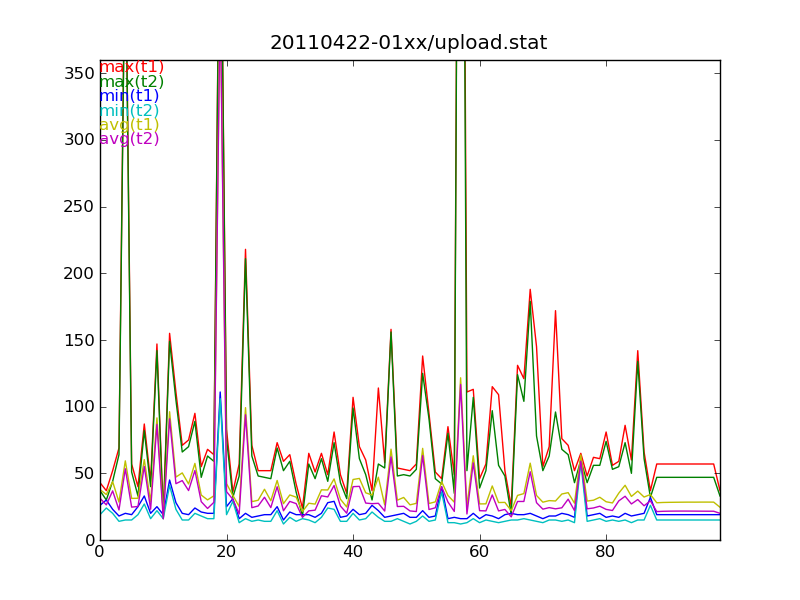 20110422-01xx/upload.stat
350
max(t1)
max(t2)
min(t1)
min(t2)
avg(t1)
avg(t2)
300
250
200
150
100
50
0
0 20 40 60 80